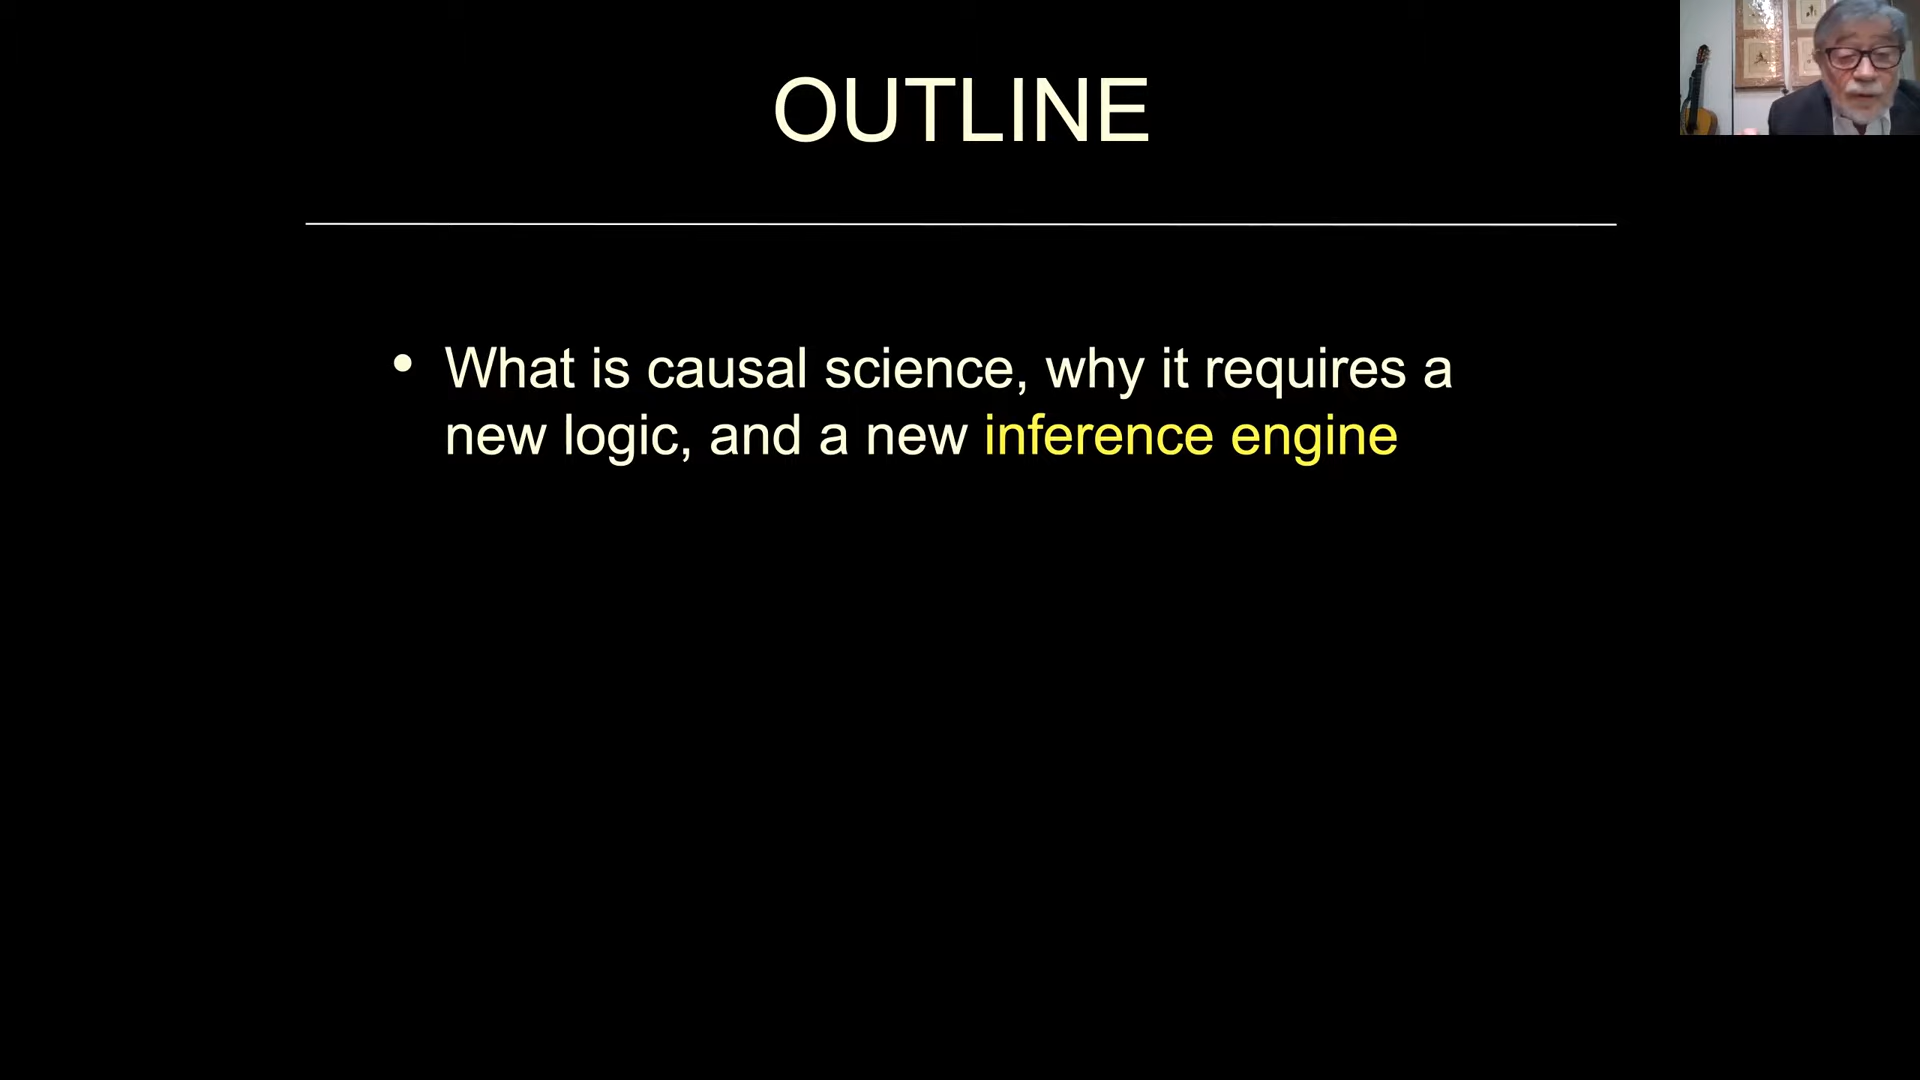 OUTLINE
• What is causal science, why it requires a
new logic, and a new inference engine